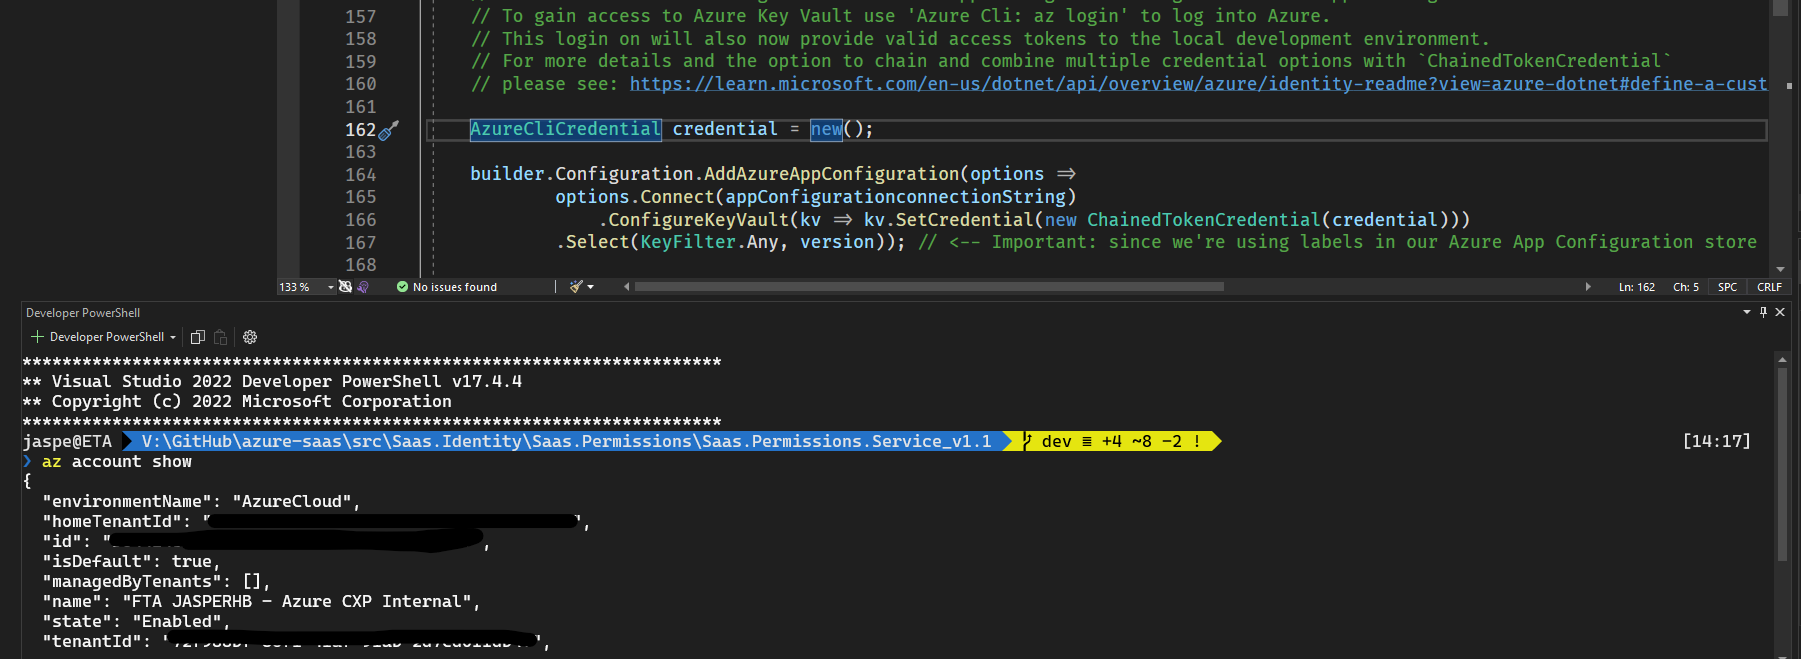 157 // To gain access to Azure Key Vault use 'Azure Cli: az login' to log into Azure.
158 // This login on will also now provide valid access tokens to the local development environment.
159 // For more details and the option to chain and combine multiple credential options with `ChainedTokenCredential`
160 // please see: https://learn.microsoft.com/en-us/dotnet/api/overview/azure/identity-readme?view=azure-dotnet#define-a-cust
161
162 AzureCliCredential credential = new();
163
164 builder.Configuration.AddAzureAppConfiguration(options =>
165 options.Connect(appConfigurationconnectionString)
166 .ConfigureKeyVault(kv => kv.SetCredential(new ChainedTokenCredential(credential)))
167 .Select(KeyFilter.Any, version)); // <-- Important: since we're using labels in our Azure App Configuration store
168
133 % No issues found Ln: 162 Ch: 5 SPC CRLF
Developer PowerShell
Developer PowerShell
**********************************************************************
** Visual Studio 2022 Developer PowerShell v17.4.4
** Copyright (c) 2022 Microsoft Corporation
**********************************************************************
jaspe@ETA V:\GitHub\azure-saas\src\Saas.Identity\Saas.Permissions\Saas.Permissions.Service_v1.1 dev ≡ +4 ~8 -2 ! [14:17]
❯ az account show
{
"environmentName": "AzureCloud",
"homeTenantId": "",
"id": "",
"isDefault": true,
"managedByTenants": [],
"name": "FTA JASPERHB - Azure CXP Internal",
"state": "Enabled",
"tenantId": "",